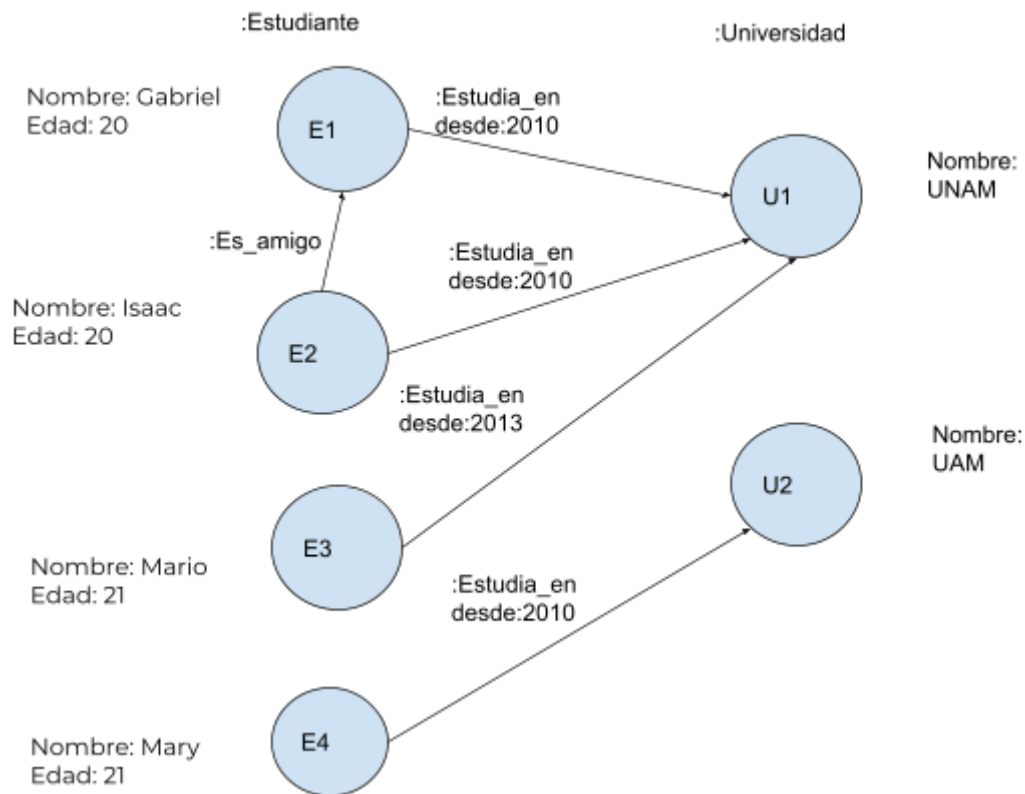 :Estudiante
:Universidad
Nombre: Gabriel
Edad: 20
E1
:Estudia_en
desde:2010
U1
Nombre:
UNAM
:Es_amigo
:Estudia_en
desde:2010
Nombre: Isaac
Edad: 20
E2
:Estudia_en
desde:2013
Nombre:
UAM
U2
E3
Nombre: Mario
Edad: 21
:Estudia_en
desde:2010
E4
Nombre: Mary
Edad: 21